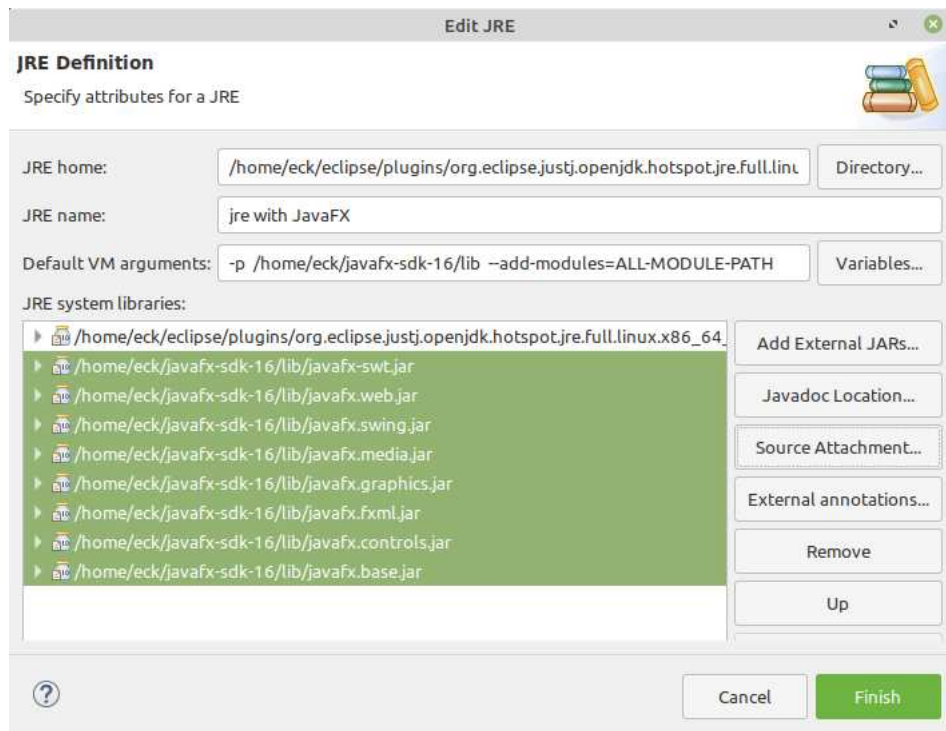 Edit JRE
JRE Definition
Specify attributes for a JRE
JRE home: /home/eck/eclipse/plugins/org.eclipse.justj.openjdk.hotspot.jre.full.linu Directory...
JRE name: jre with JavaFX
Default VM arguments: -p /home/eck/javafx-sdk-16/lib --add-modules=ALL-MODULE-PATH Variables...
JRE system libraries:
/home/eck/eclipse/plugins/org.eclipse.justj.openjdk.hotspot.jre.full.linux.x86_64_
/home/eck/javafx-sdk-16/lib/javafx-swt.jar
/home/eck/javafx-sdk-16/lib/javafx.web.jar
/home/eck/javafx-sdk-16/lib/javafx.swing.jar
/home/eck/javafx-sdk-16/lib/javafx.media.jar
/home/eck/javafx-sdk-16/lib/javafx.graphics.jar
/home/eck/javafx-sdk-16/lib/javafx.fxml.jar
/home/eck/javafx-sdk-16/lib/javafx.controls.jar
/home/eck/javafx-sdk-16/lib/javafx.base.jar
Add External JARs...
Javadoc Location...
Source Attachment...
External annotations...
Remove
Up
Cancel
Finish